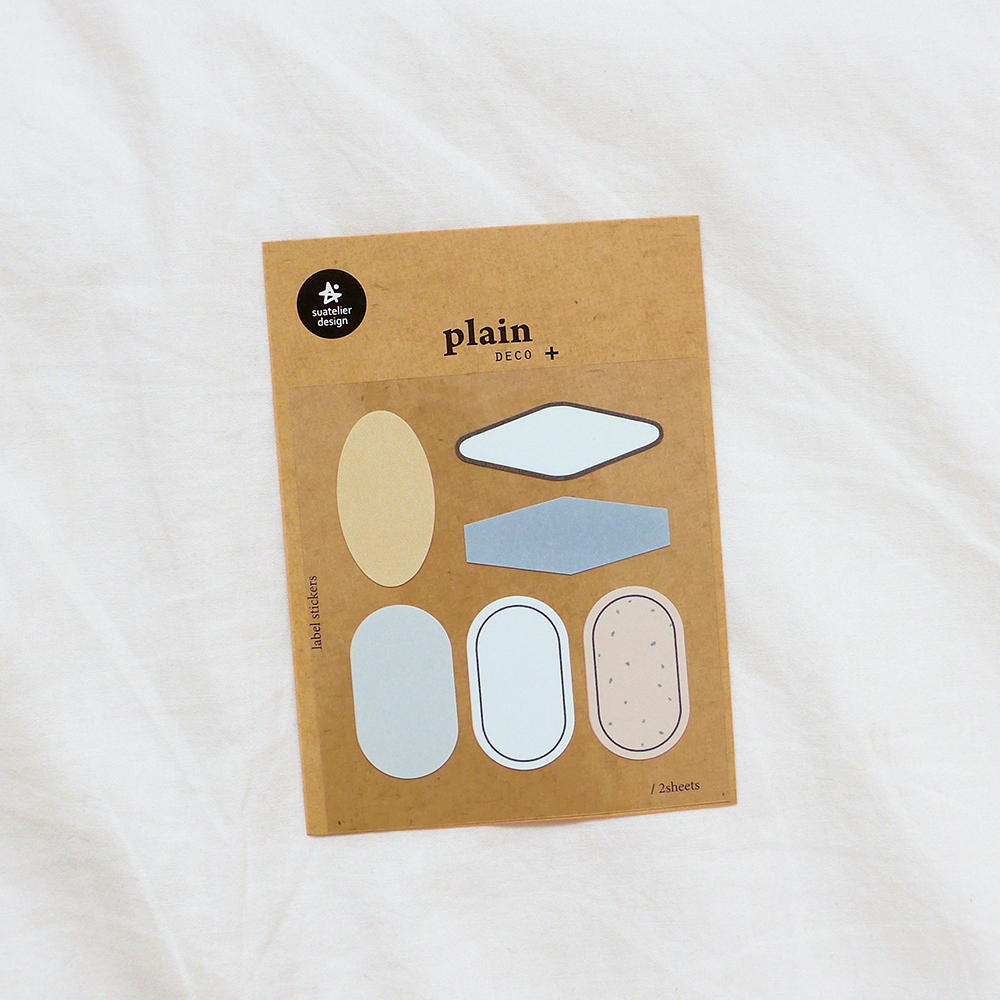 suatelier
design
plain
DECO +
label stickers
/ 2sheets